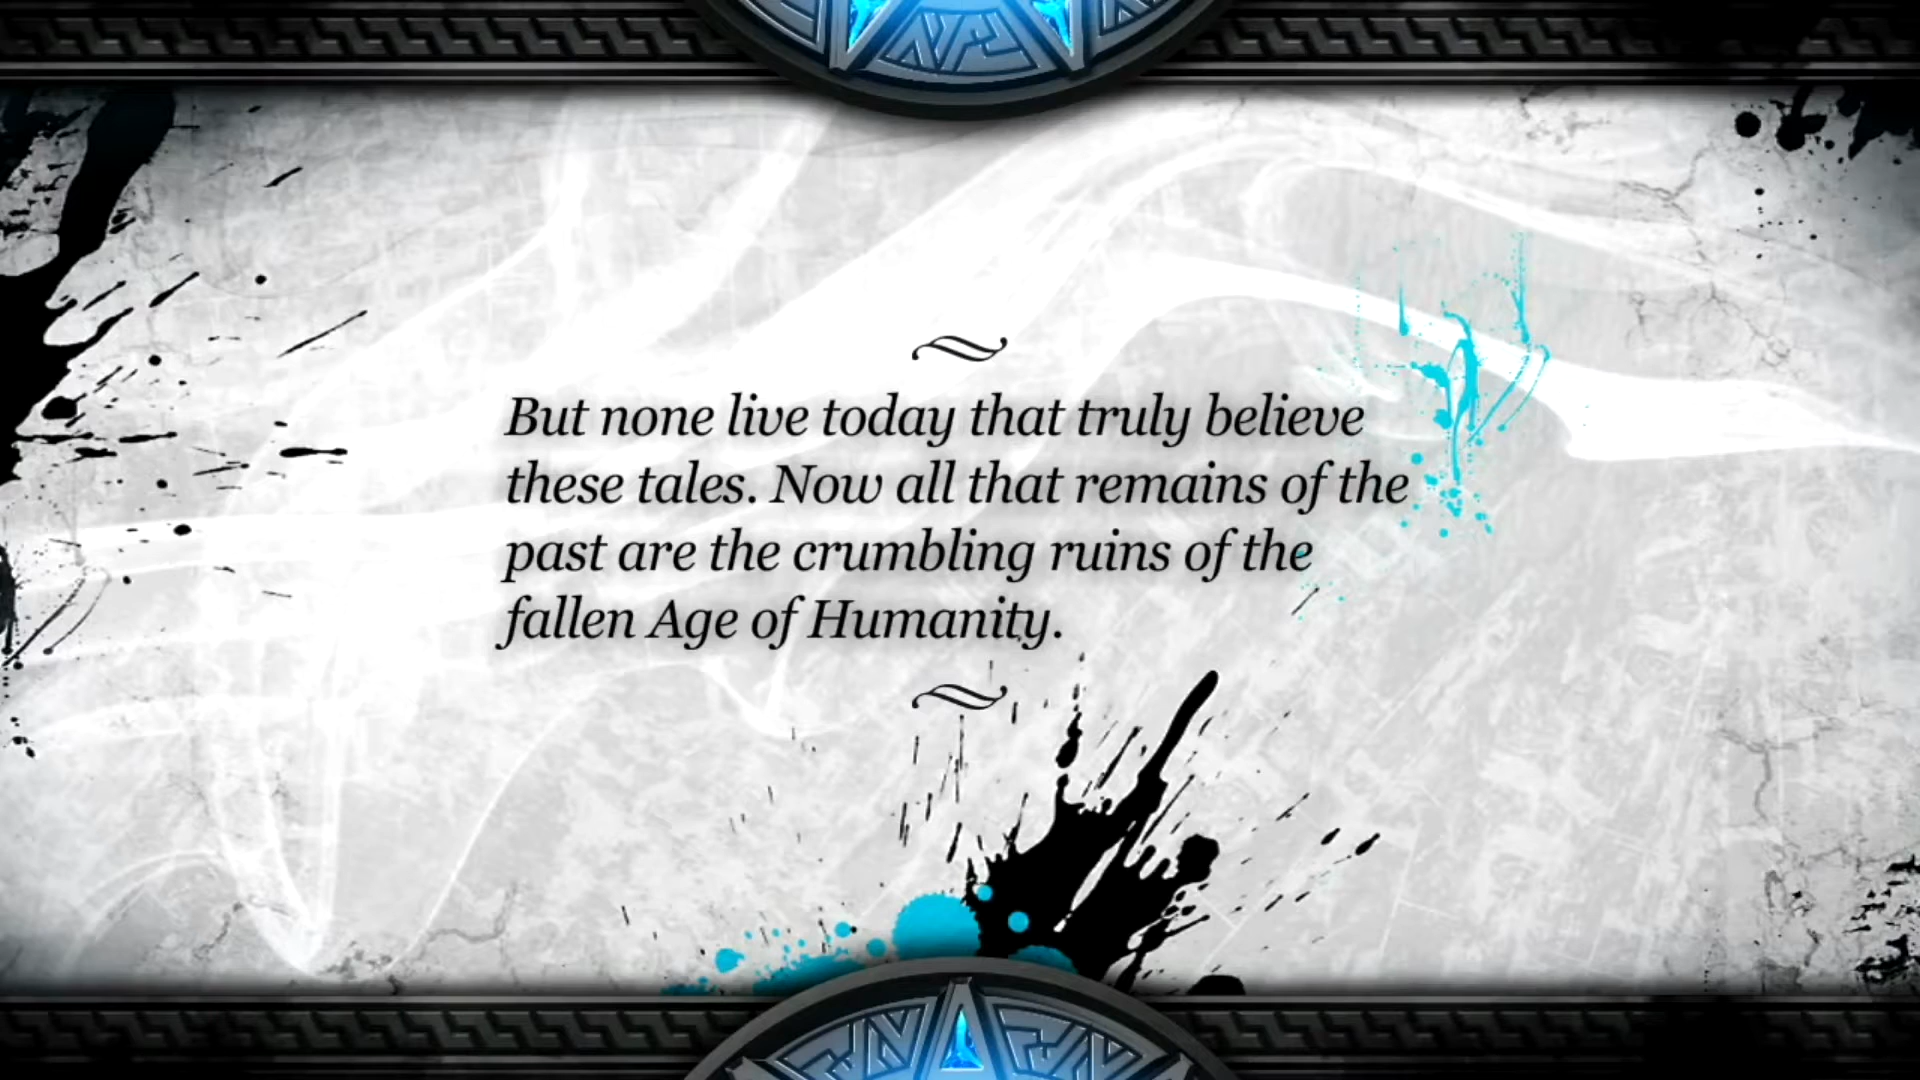 But none live today that truly believe
these tales. Now all that remains of the
past are the crumbling ruins of the
fallen Age of Humanity.